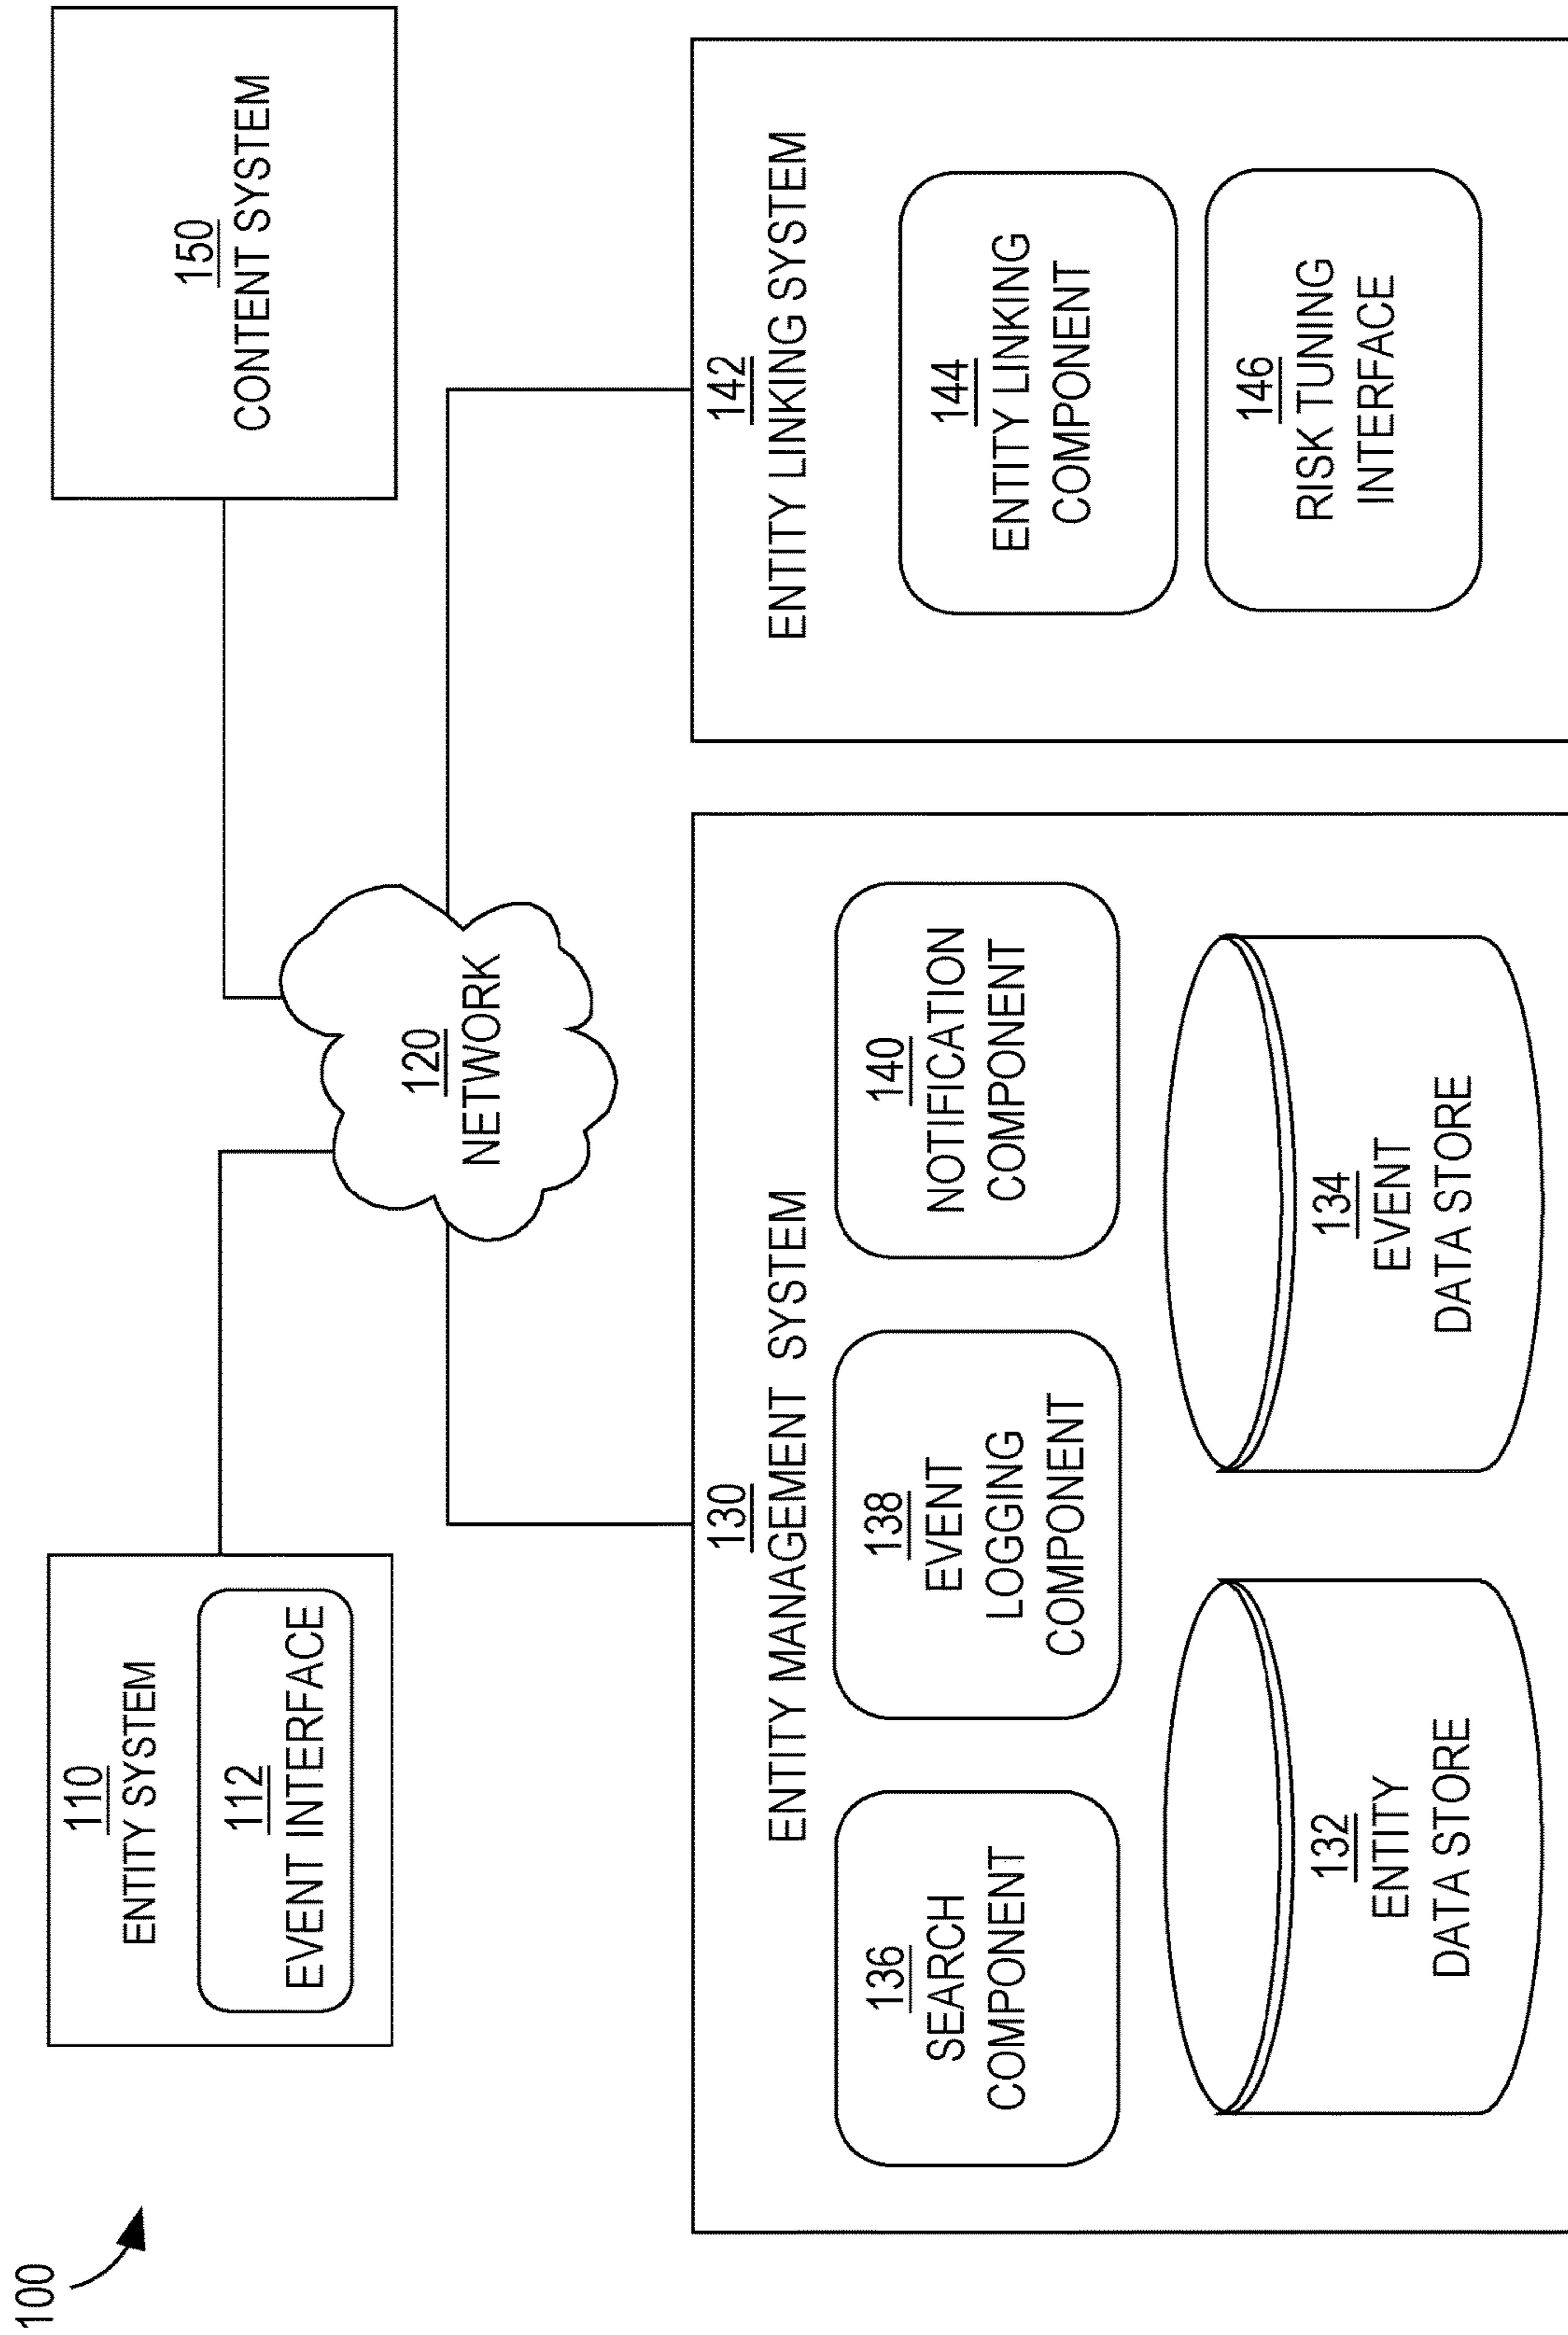 100
110
ENTITY SYSTEM
112
EVENT INTERFACE
150
CONTENT SYSTEM
120
NETWORK
130
ENTITY MANAGEMENT SYSTEM
136
SEARCH
COMPONENT
138
EVENT
LOGGING
COMPONENT
140
NOTIFICATION
COMPONENT
132
ENTITY
DATA STORE
134
EVENT
DATA STORE
142
ENTITY LINKING SYSTEM
144
ENTITY LINKING
COMPONENT
146
RISK TUNING
INTERFACE